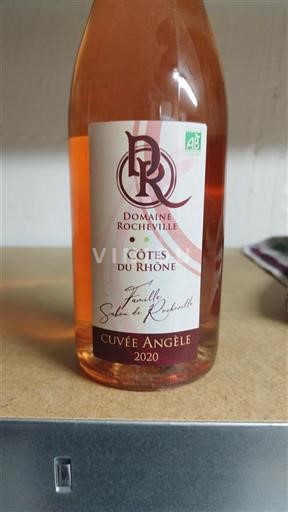 DR
AB
DOMAINE
ROCHEVILLE
CÔTES
DU RHÔNE
Famille
Sabon de Rocheville
CUVÉE ANGÈLE
2020